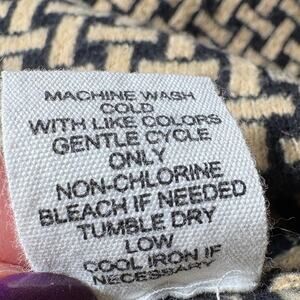 MACHINE WASH
COLD
WITH LIKE COLORS
GENTLE CYCLE
ONLY
NON-CHLORINE
BLEACH IF NEEDED
TUMBLE DRY
LOW
COOL IRON IF
NECESSARY